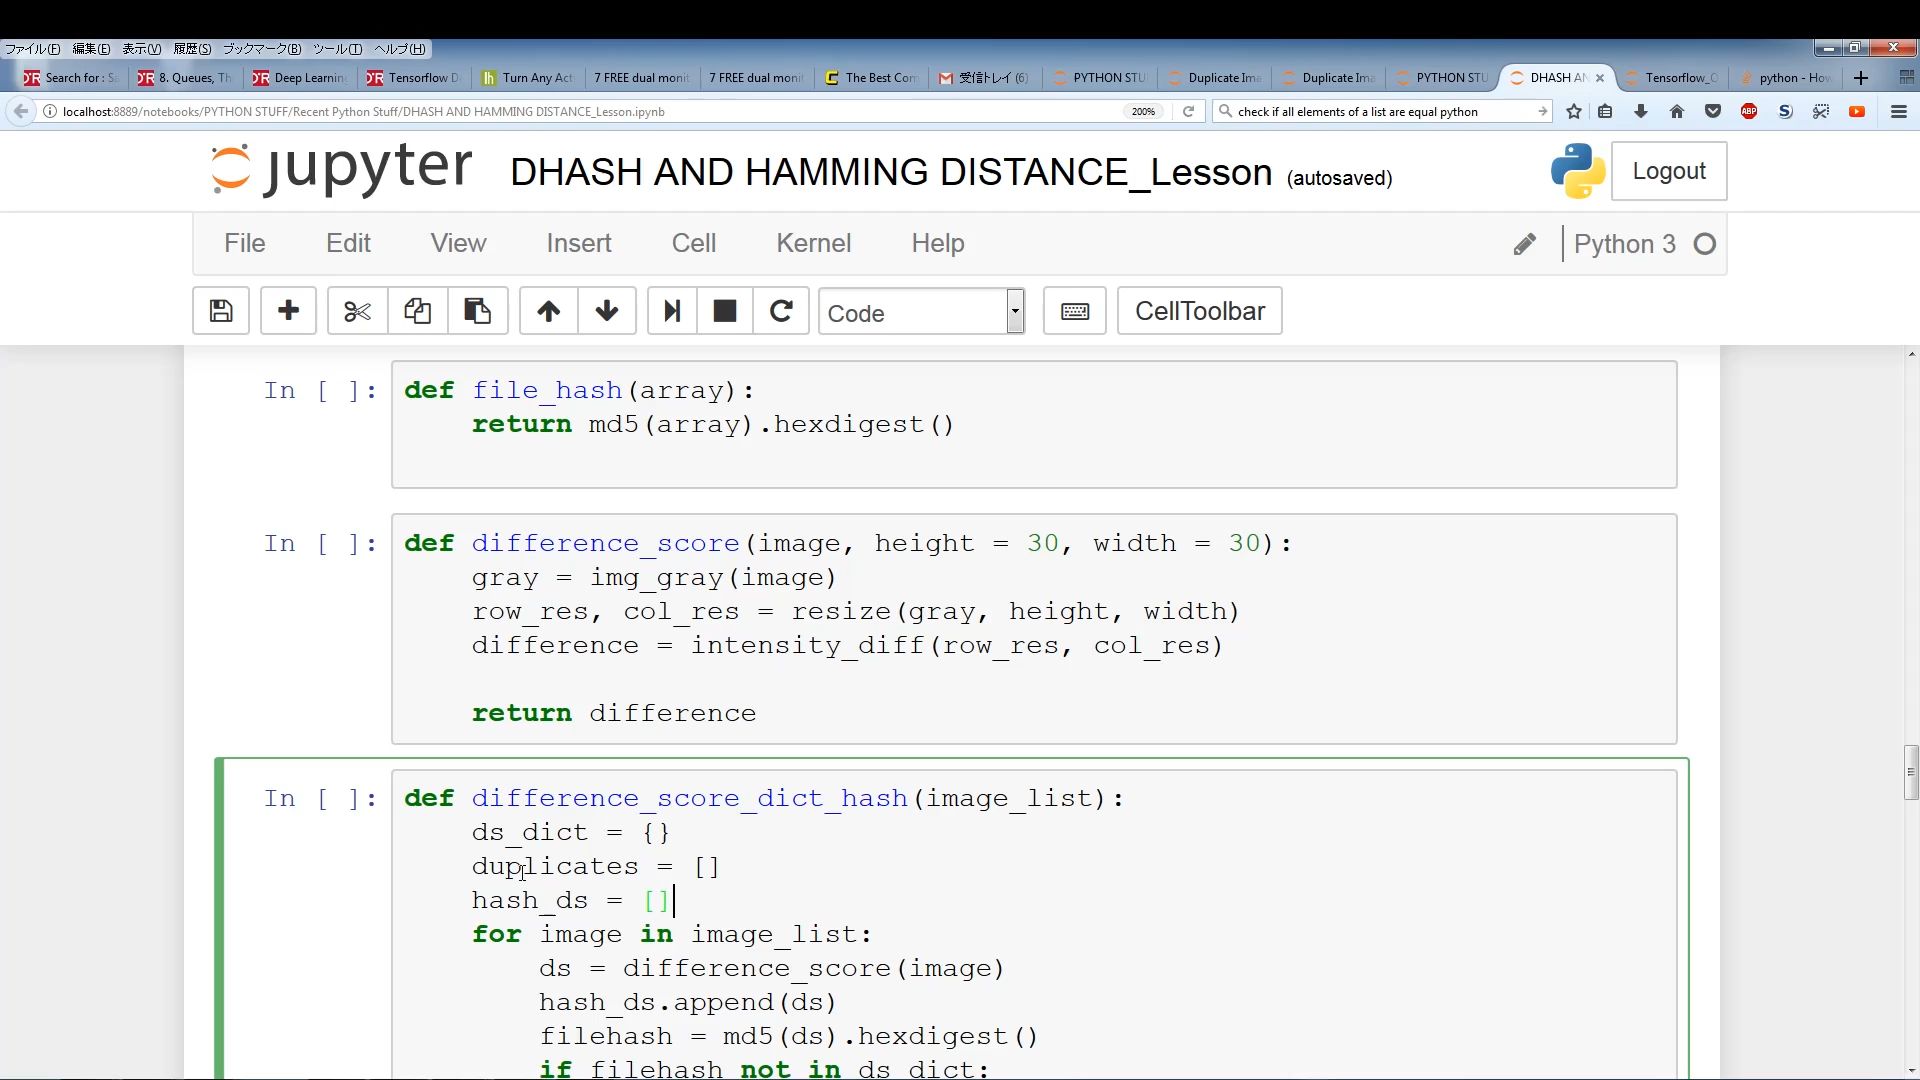 ファイル(F) 編集(E) 表示(V) 履歴(S) ブックマーク(B) ツール(T) ヘルプ(H)
Search for : Sa 8. Queues, Th Deep Learning Tensorflow D Turn Any Act 7 FREE dual monit 7 FREE dual monit The Best Com 受信トレイ (6) PYTHON STU Duplicate Ima Duplicate Ima PYTHON STU DHASH AN Tensorflow_O python - How
localhost:8889/notebooks/PYTHON STUFF/Recent Python Stuff/DHASH AND HAMMING DISTANCE_Lesson.ipynb 200% check if all elements of a list are equal python ABP S
jupyter DHASH AND HAMMING DISTANCE_Lesson (autosaved) Logout
File Edit View Insert Cell Kernel Help Python 3
Code CellToolbar
In [ ]: def file_hash(array):
return md5(array).hexdigest()
In [ ]: def difference_score(image, height = 30, width = 30):
gray = img_gray(image)
row_res, col_res = resize(gray, height, width)
difference = intensity_diff(row_res, col_res)
return difference
In [ ]: def difference_score_dict_hash(image_list):
ds_dict = {}
duplicates = []
hash_ds = []
for image in image_list:
ds = difference_score(image)
hash_ds.append(ds)
filehash = md5(ds).hexdigest()
if filehash not in ds_dict: